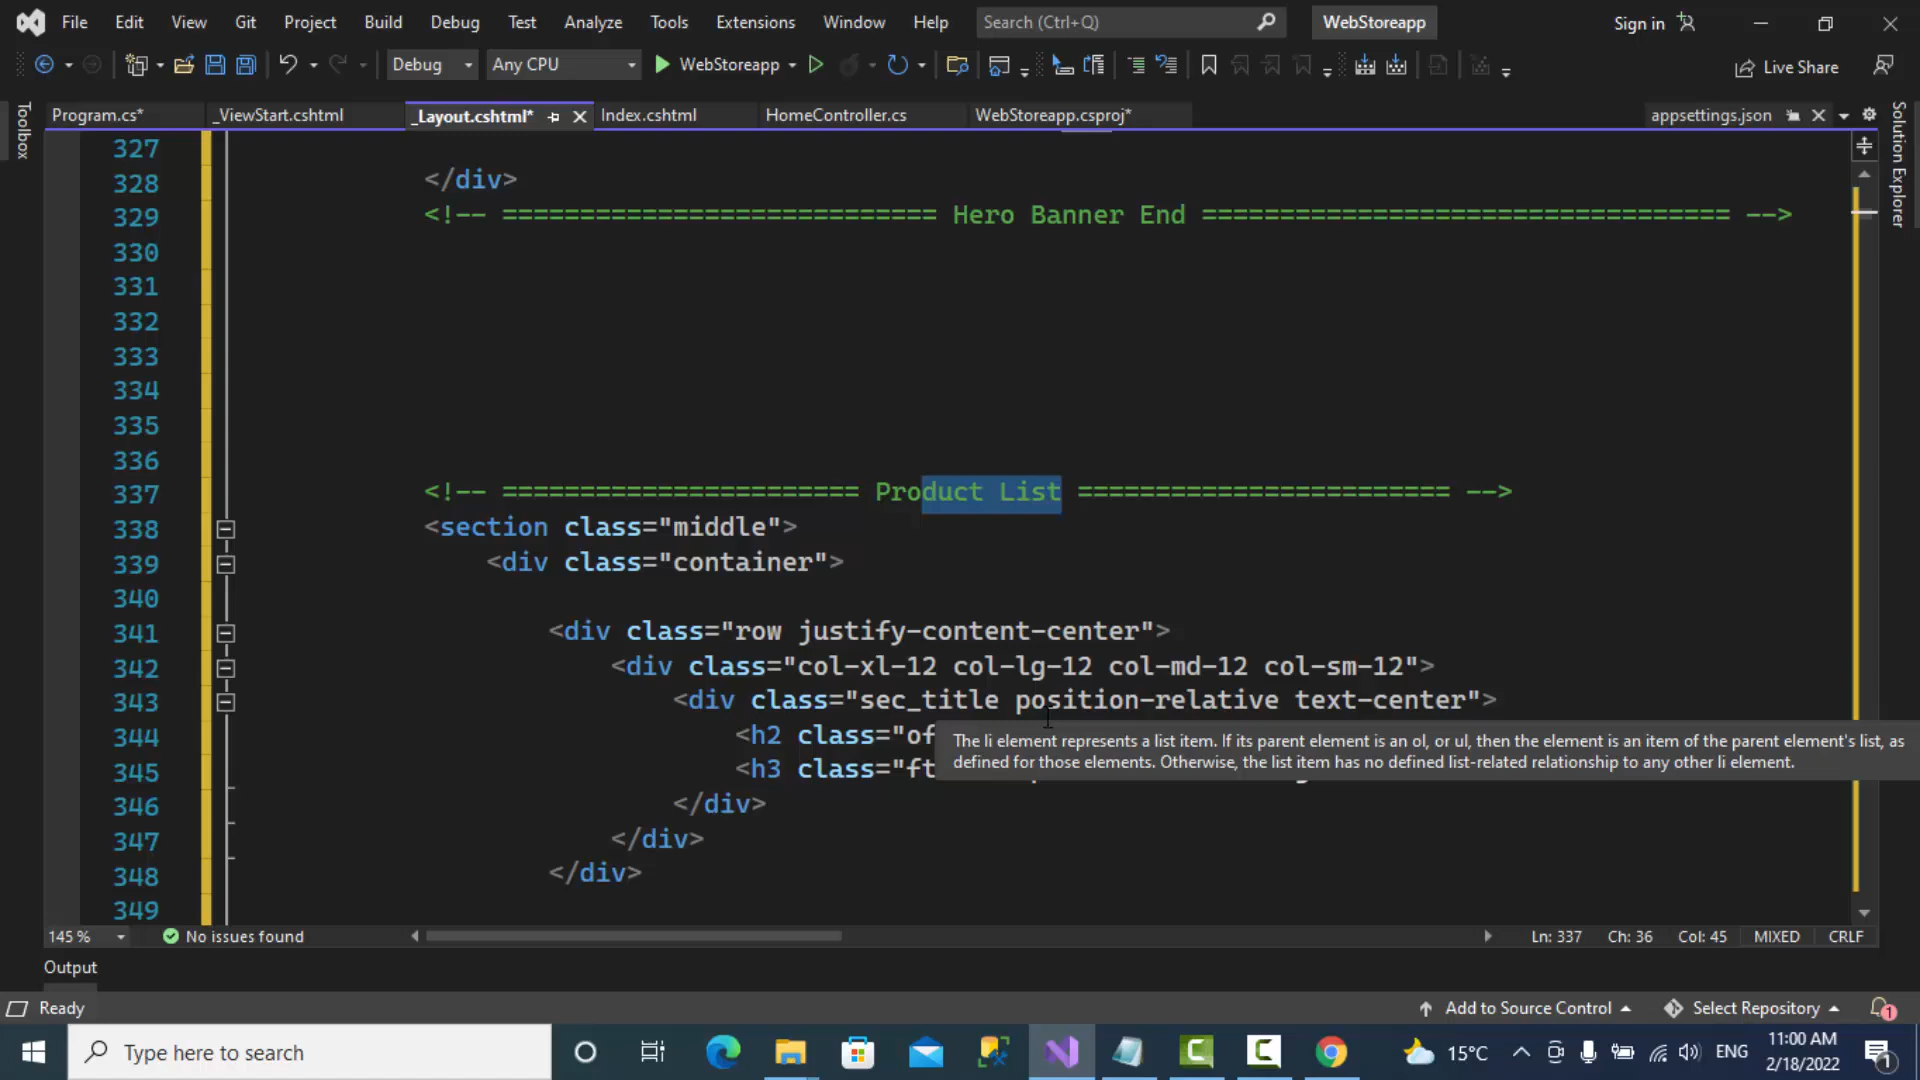 File Edit View Git Project Build Debug Test Analyze Tools Extensions Window Help Search (Ctrl+Q) WebStoreapp Sign in
Debug Any CPU WebStoreapp Live Share
Toolbox
Program.cs* _ViewStart.cshtml _Layout.cshtml* Index.cshtml HomeController.cs WebStoreapp.csproj* appsettings.json
Solution Explorer
327
328 </div>
329 <!-- ============================ Hero Banner End ================================== -->
330
331
332
333
334
335
336
337 <!-- ======================= Product List ======================== -->
338 <section class="middle">
339 <div class="container">
340
341 <div class="row justify-content-center">
342 <div class="col-xl-12 col-lg-12 col-md-12 col-sm-12">
343 <div class="sec_title position-relative text-center">
344 <h2 class="of
The li element represents a list item. If its parent element is an ol, or ul, then the element is an item of the parent element's list, as
defined for those elements. Otherwise, the list item has no defined list-related relationship to any other li element.
345 <h3 class="ft
346 </div>
347 </div>
348 </div>
349
145 % No issues found Ln: 337 Ch: 36 Col: 45 MIXED CRLF
Output
Ready Add to Source Control Select Repository 1
Type here to search 15°C ENG 11:00 AM
2/18/2022 1